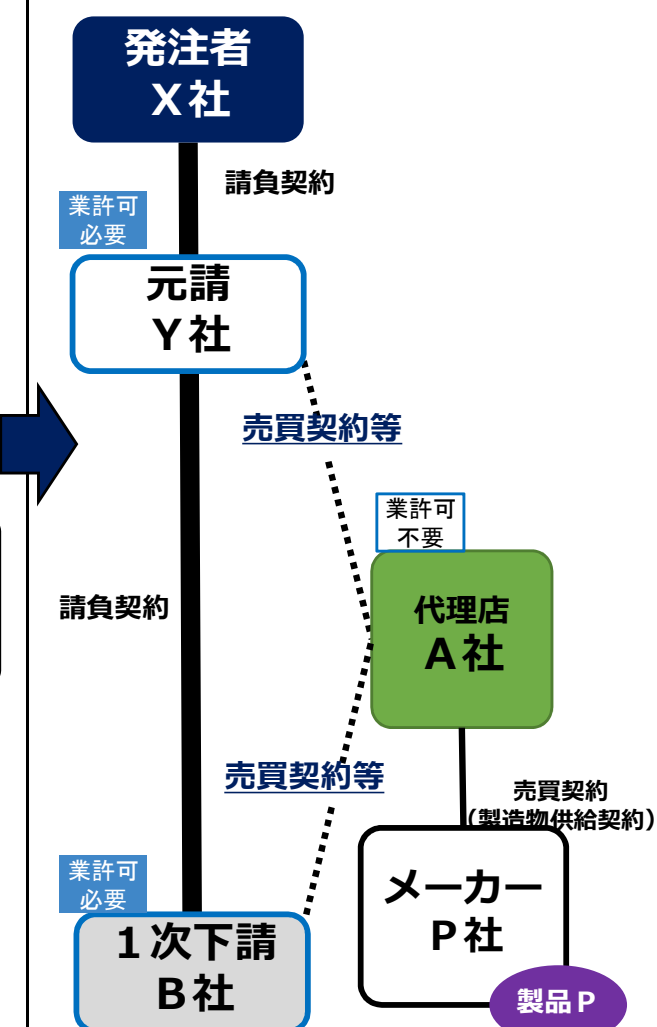 発注者
X社
請負契約
業許可
必要
元請
Y社
売買契約等
業許可
不要
代理店
A社
請負契約
売買契約等
売買契約
(製造物供給契約)
業許可
必要
1次下請
B社
メーカー
P社
製品P